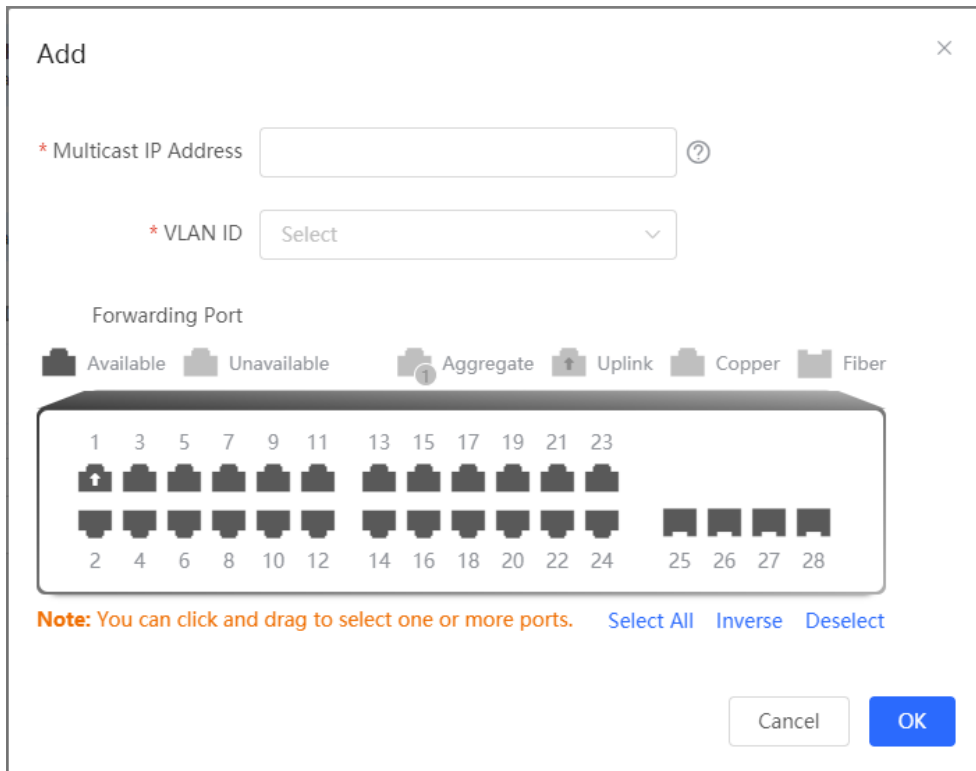 Add
* Multicast IP Address
* VLAN ID Select
Forwarding Port
Available Unavailable 1 Aggregate Uplink Copper Fiber
1 3 5 7 9 11 13 15 17 19 21 23
2 4 6 8 10 12 14 16 18 20 22 24 25 26 27 28
Note: You can click and drag to select one or more ports. Select All Inverse Deselect
Cancel OK